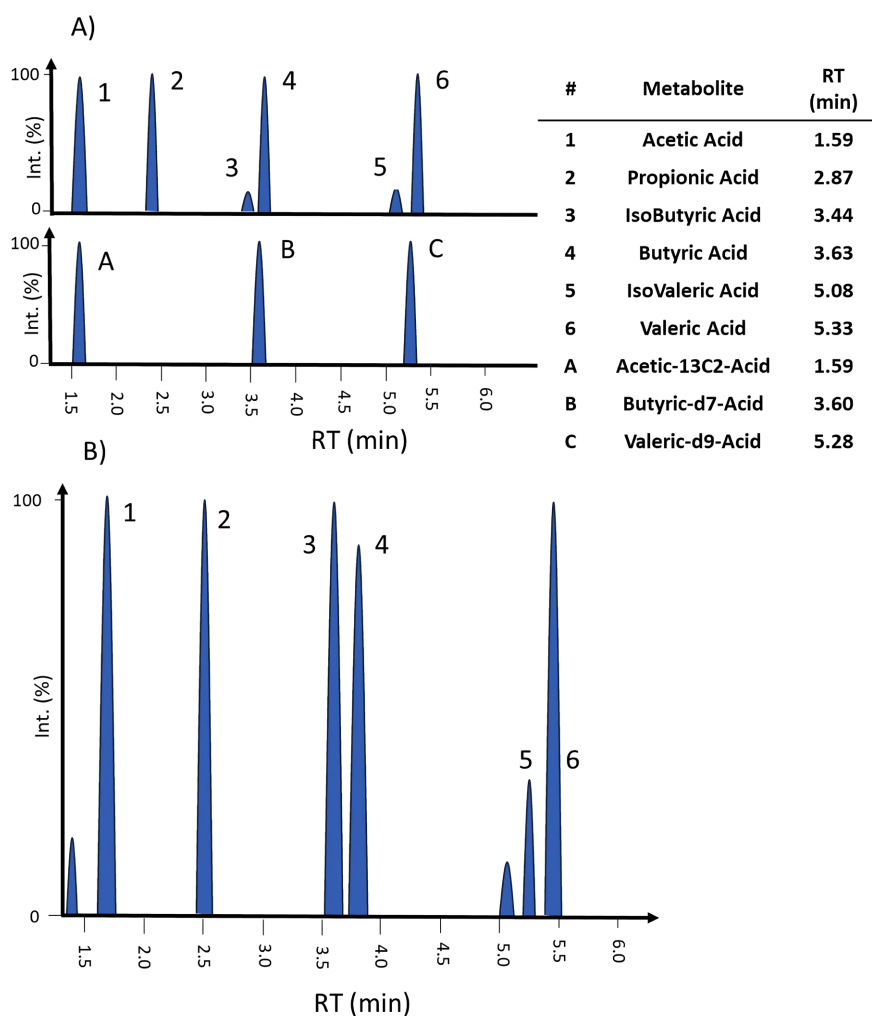 A)
100
Int. (%)
0
1
2
3
4
5
6
100
Int. (%)
0
A
B
C
1.5 2.0 2.5 3.0 3.5 4.0 4.5 5.0 5.5 6.0
RT (min)
# Metabolite RT (min)
1 Acetic Acid 1.59
2 Propionic Acid 2.87
3 IsoButyric Acid 3.44
4 Butyric Acid 3.63
5 IsoValeric Acid 5.08
6 Valeric Acid 5.33
A Acetic-13C2-Acid 1.59
B Butyric-d7-Acid 3.60
C Valeric-d9-Acid 5.28
B)
100
Int. (%)
0
1
2
3
4
5
6
1.5 2.0 2.5 3.0 3.5 4.0 4.5 5.0 5.5 6.0
RT (min)